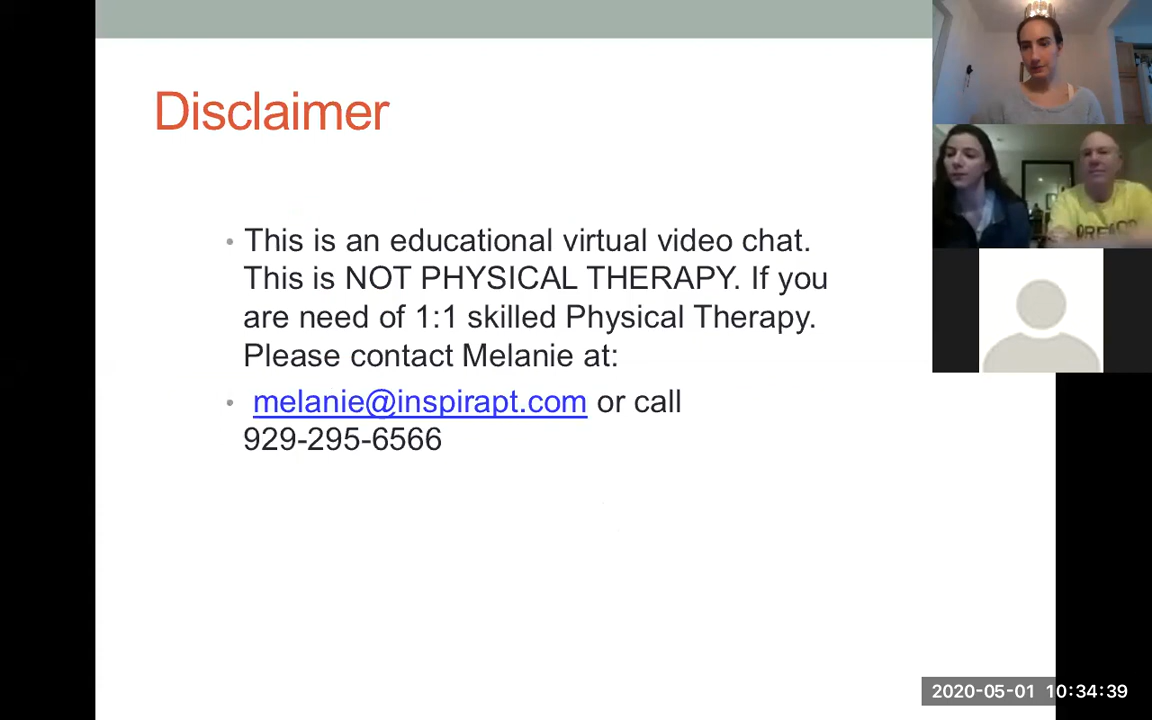 Disclaimer
• This is an educational virtual video chat.
This is NOT PHYSICAL THERAPY. If you
are need of 1:1 skilled Physical Therapy.
Please contact Melanie at:
• melanie@inspirapt.com or call
929-295-6566
2020-05-01 10:34:39